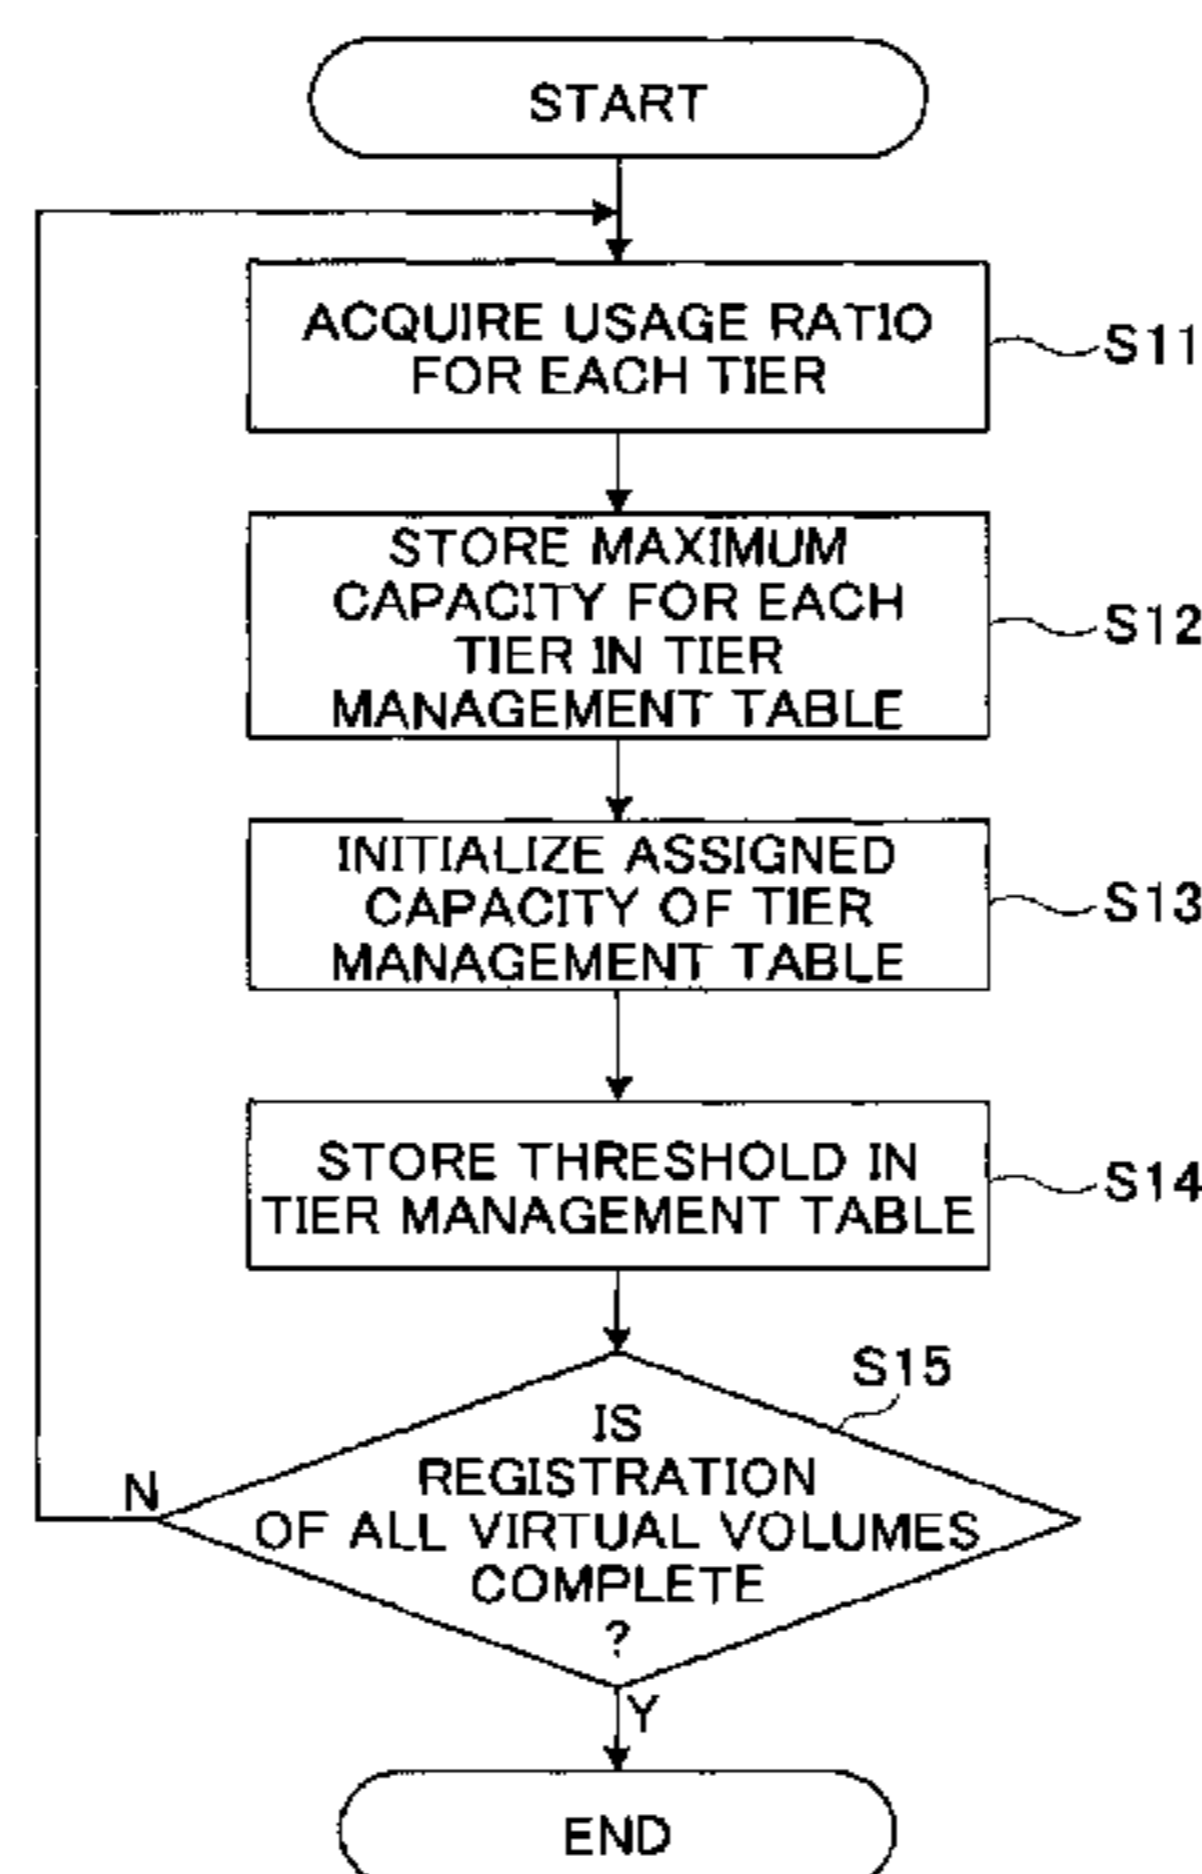 START
ACQUIRE USAGE RATIO
FOR EACH TIER
S11
STORE MAXIMUM
CAPACITY FOR EACH
TIER IN TIER
MANAGEMENT TABLE
S12
INITIALIZE ASSIGNED
CAPACITY OF TIER
MANAGEMENT TABLE
S13
STORE THRESHOLD IN
TIER MANAGEMENT TABLE
S14
S15
IS
REGISTRATION
OF ALL VIRTUAL VOLUMES
COMPLETE
?
N
Y
END